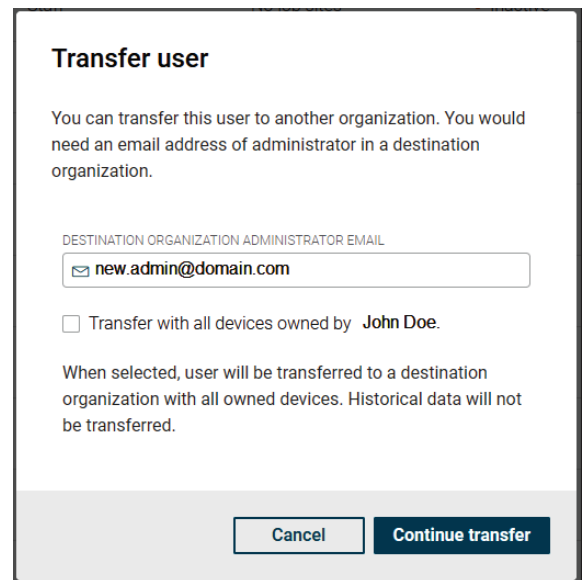 Transfer user
You can transfer this user to another organization. You would
need an email address of administrator in a destination
organization.
DESTINATION ORGANIZATION ADMINISTRATOR EMAIL
new.admin@domain.com
Transfer with all devices owned by John Doe.
When selected, user will be transferred to a destination
organization with all owned devices. Historical data will not
be transferred.
Cancel Continue transfer